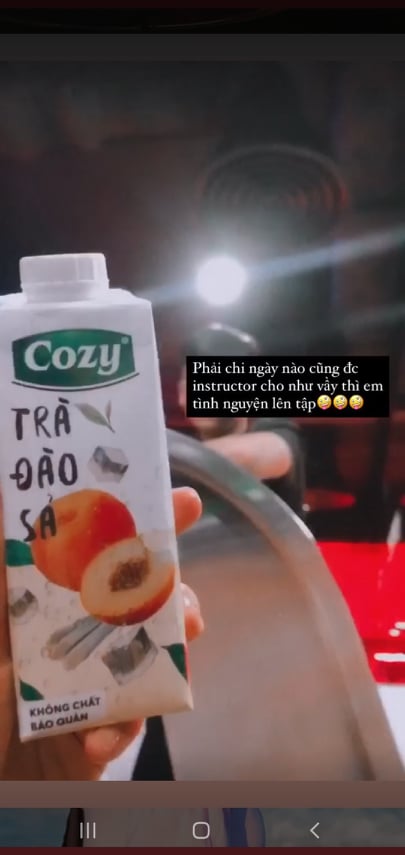 Cozy
TRÀ
ĐÀO
SẢ
KHÔNG CHẤT
BẢO QUẢN
Phải chi ngày nào cũng đc
instructor cho như vầy thì em
tình nguyện lên tập🤪🤪🤪